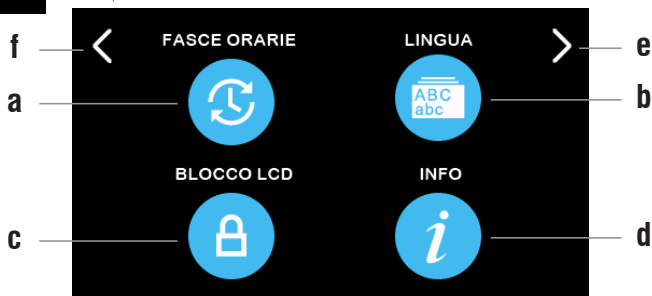 f FASCE ORARIE LINGUA e
a ABC b
abc
BLOCCO LCD INFO
c i d